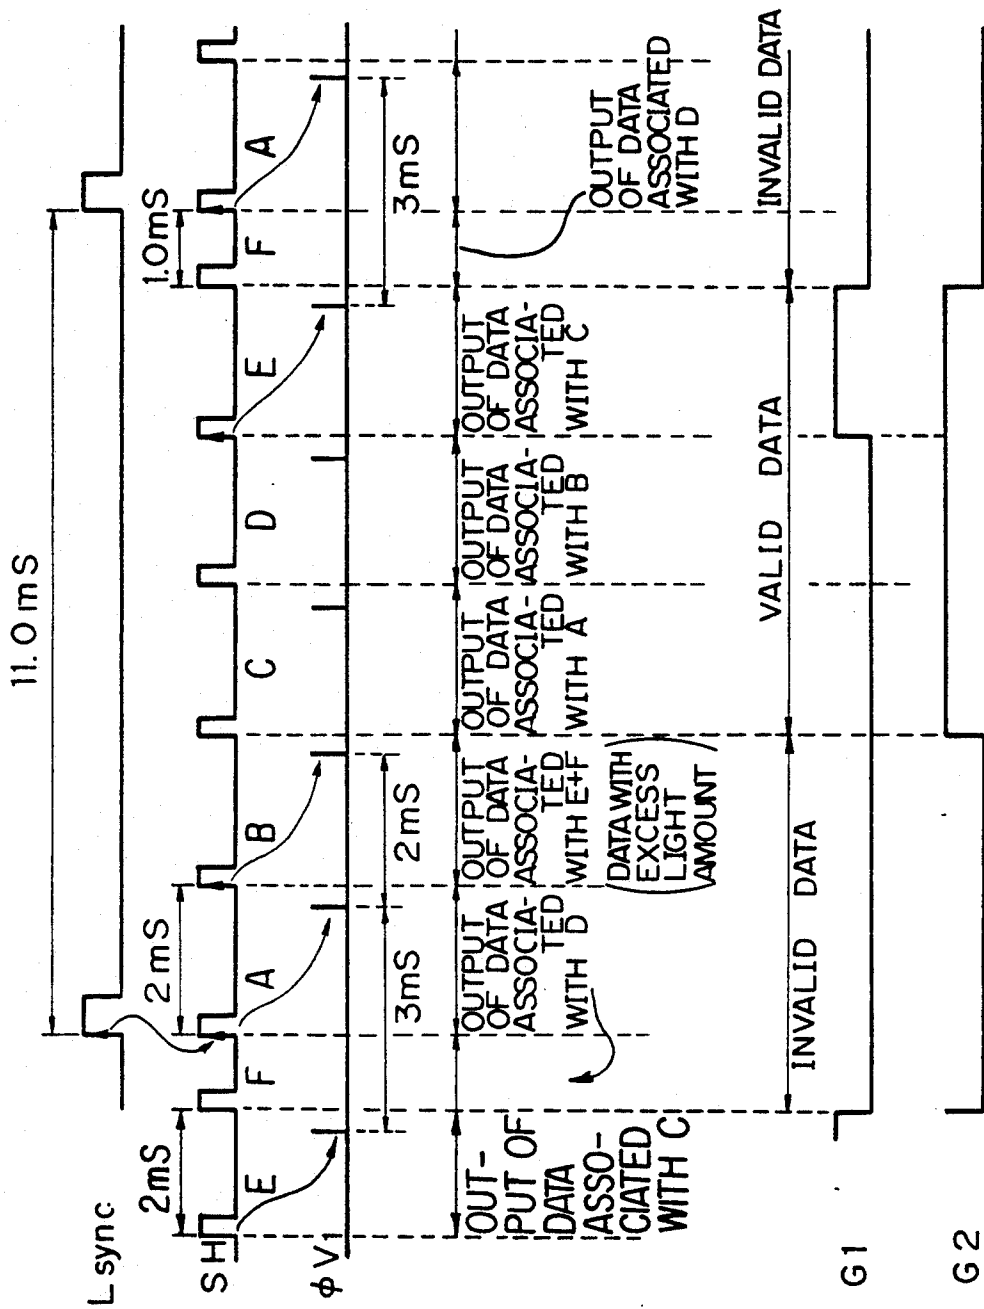 11.0mS
L sync
2mS
2mS
1.0mS
SH
E
F
A
B
C
D
E
F
A
φV1
3mS
2mS
3mS
OUT-
PUT OF
DATA
ASSO-
CIATED
WITH C
OUTPUT
OF DATA
ASSOCIA-
TED
WITH D
OUTPUT
OF DATA
ASSOCIA-
TED
WITH E+F
(DATA WITH
EXCESS
LIGHT
AMOUNT)
OUTPUT
OF DATA
ASSOCIA-
TED
WITH A
OUTPUT
OF DATA
ASSOCIA-
TED
WITH B
OUTPUT
OF DATA
ASSOCIA-
TED
WITH C
OUTPUT
OF DATA
ASSOCIATED
WITH D
INVALID DATA
VALID DATA
INVALID DATA
G1
G2